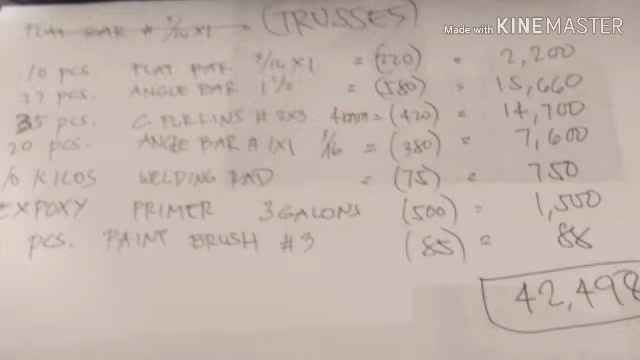 Made with KINEMASTER
FLAT BAR # 3/16 X 1 = (TRUSSES)
10 pcs. FLAT BAR 3/16 X 1 = (220) = 2,200
27 pcs. ANGLE BAR 1 1/2 = (580) = 15,660
35 pcs. C PURLINS # 2X3 4mm = (420) = 14,700
20 pcs. ANGLE BAR # 1X1 3/16 = (380) = 7,600
10 KILOS WELDING = (75) = 750
EXPOXY PRIMER 3 GALONS (500) = 1,500
pcs. PAINT BRUSH #3 (85) = 88
42,498